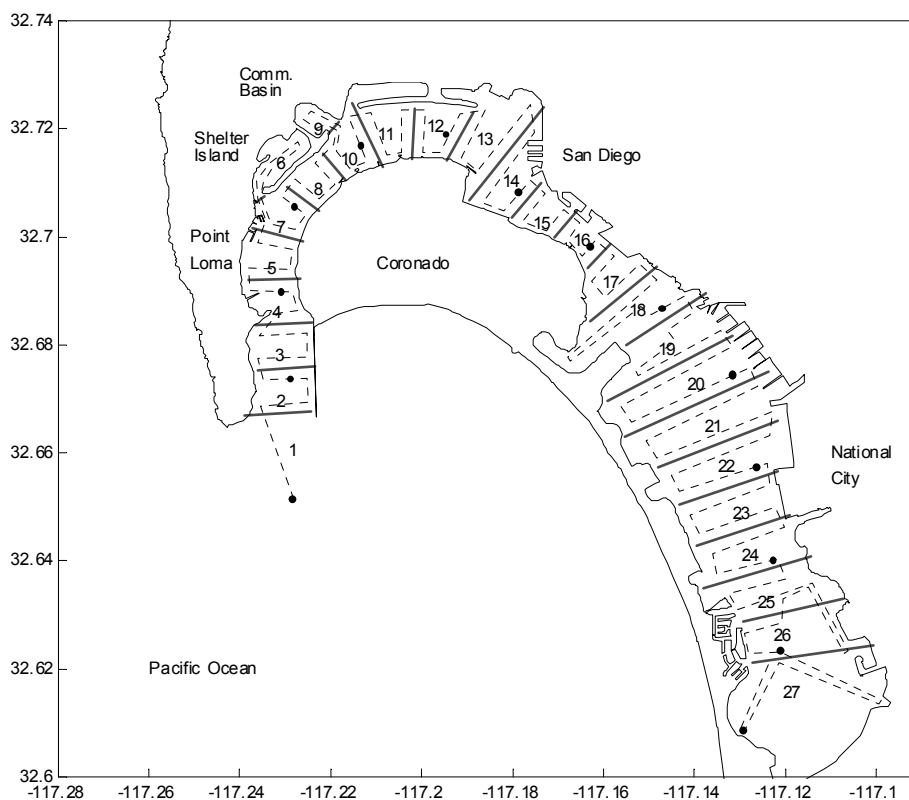 32.74
Comm.
Basin
9
12
11
13
32.72
Shelter
Island
6
10
San Diego
8
14
7
15
16
32.7
Point
Loma
5
Coronado
17
4
18
3
19
32.68
20
2
21
1
32.66
22
National
City
23
24
32.64
25
26
Pacific Ocean
32.62
27
32.6
-117.28 -117.26 -117.24 -117.22 -117.2 -117.18 -117.16 -117.14 -117.12 -117.1